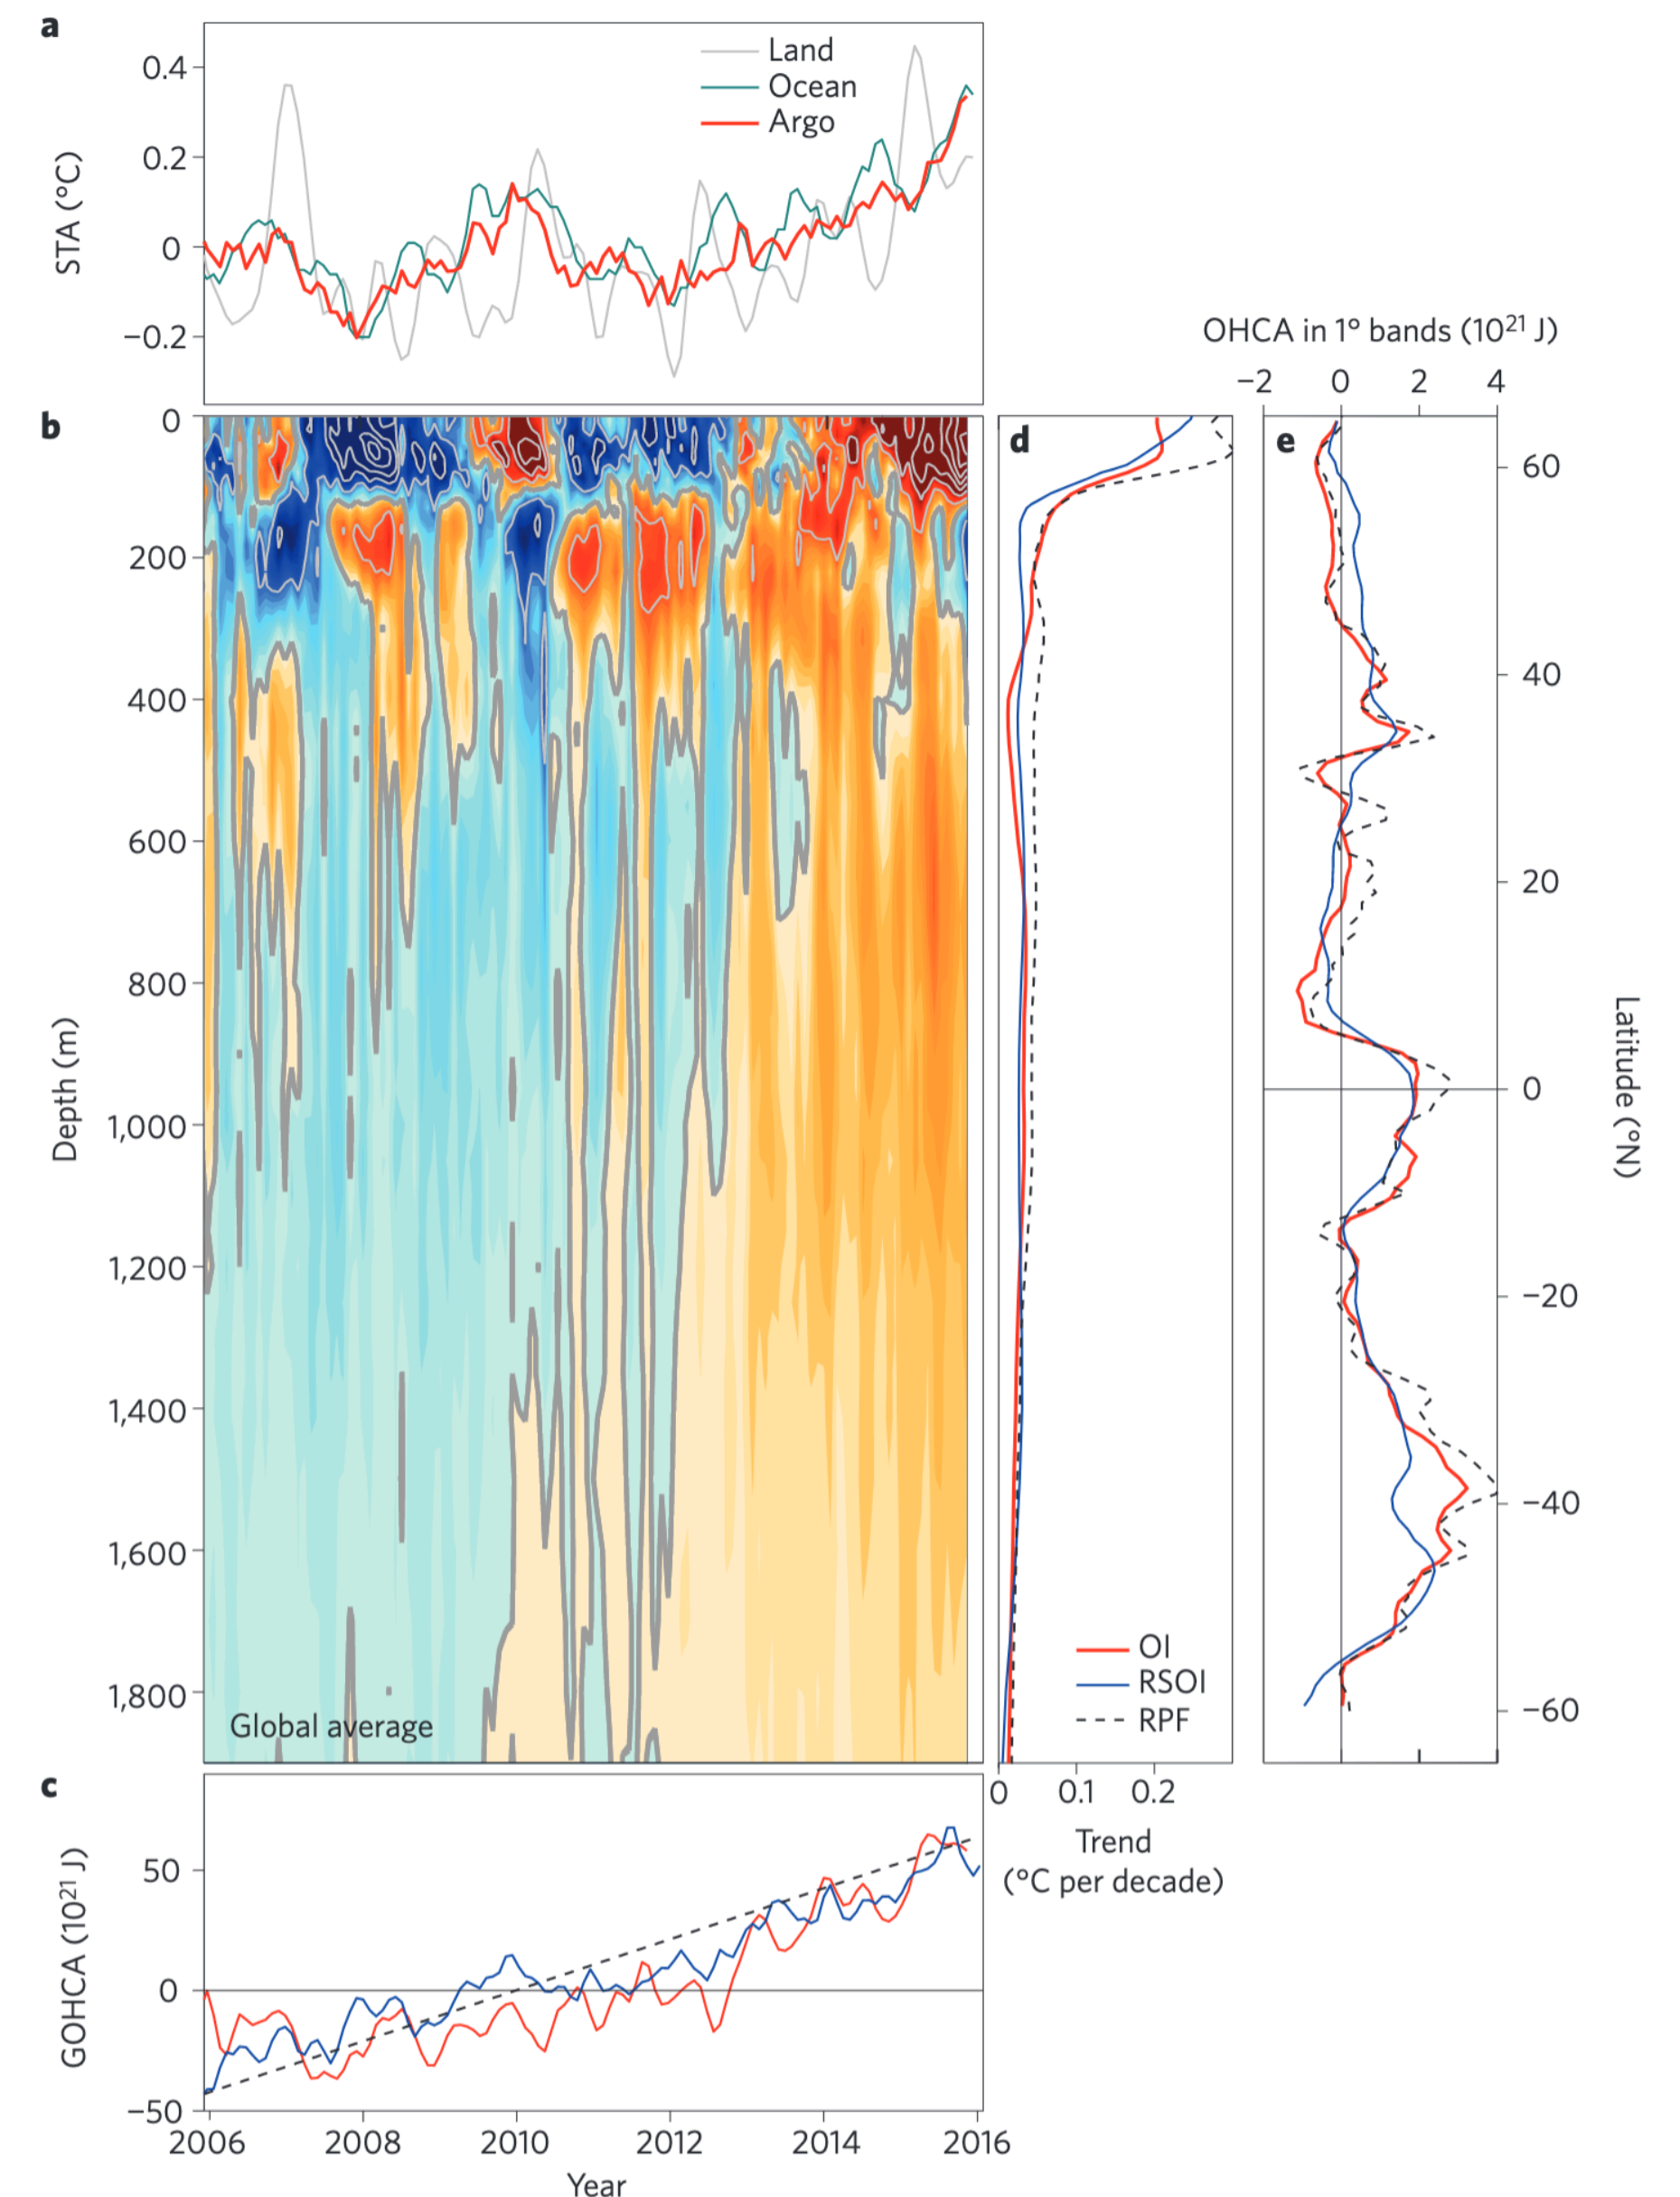 a
Land
Ocean
Argo
0.4
0.2
0
−0.2
STA (°C)
OHCA in 1° bands (10²¹ J)
−2 0 2 4
b
d
e
0
200
400
600
800
1,000
1,200
1,400
1,600
1,800
Depth (m)
Global average
OI
RSOI
RPF
0 0.1 0.2
Trend
(°C per decade)
60
40
20
0
−20
−40
−60
Latitude (°N)
c
50
0
−50
GOHCA (10²¹ J)
2006 2008 2010 2012 2014 2016
Year